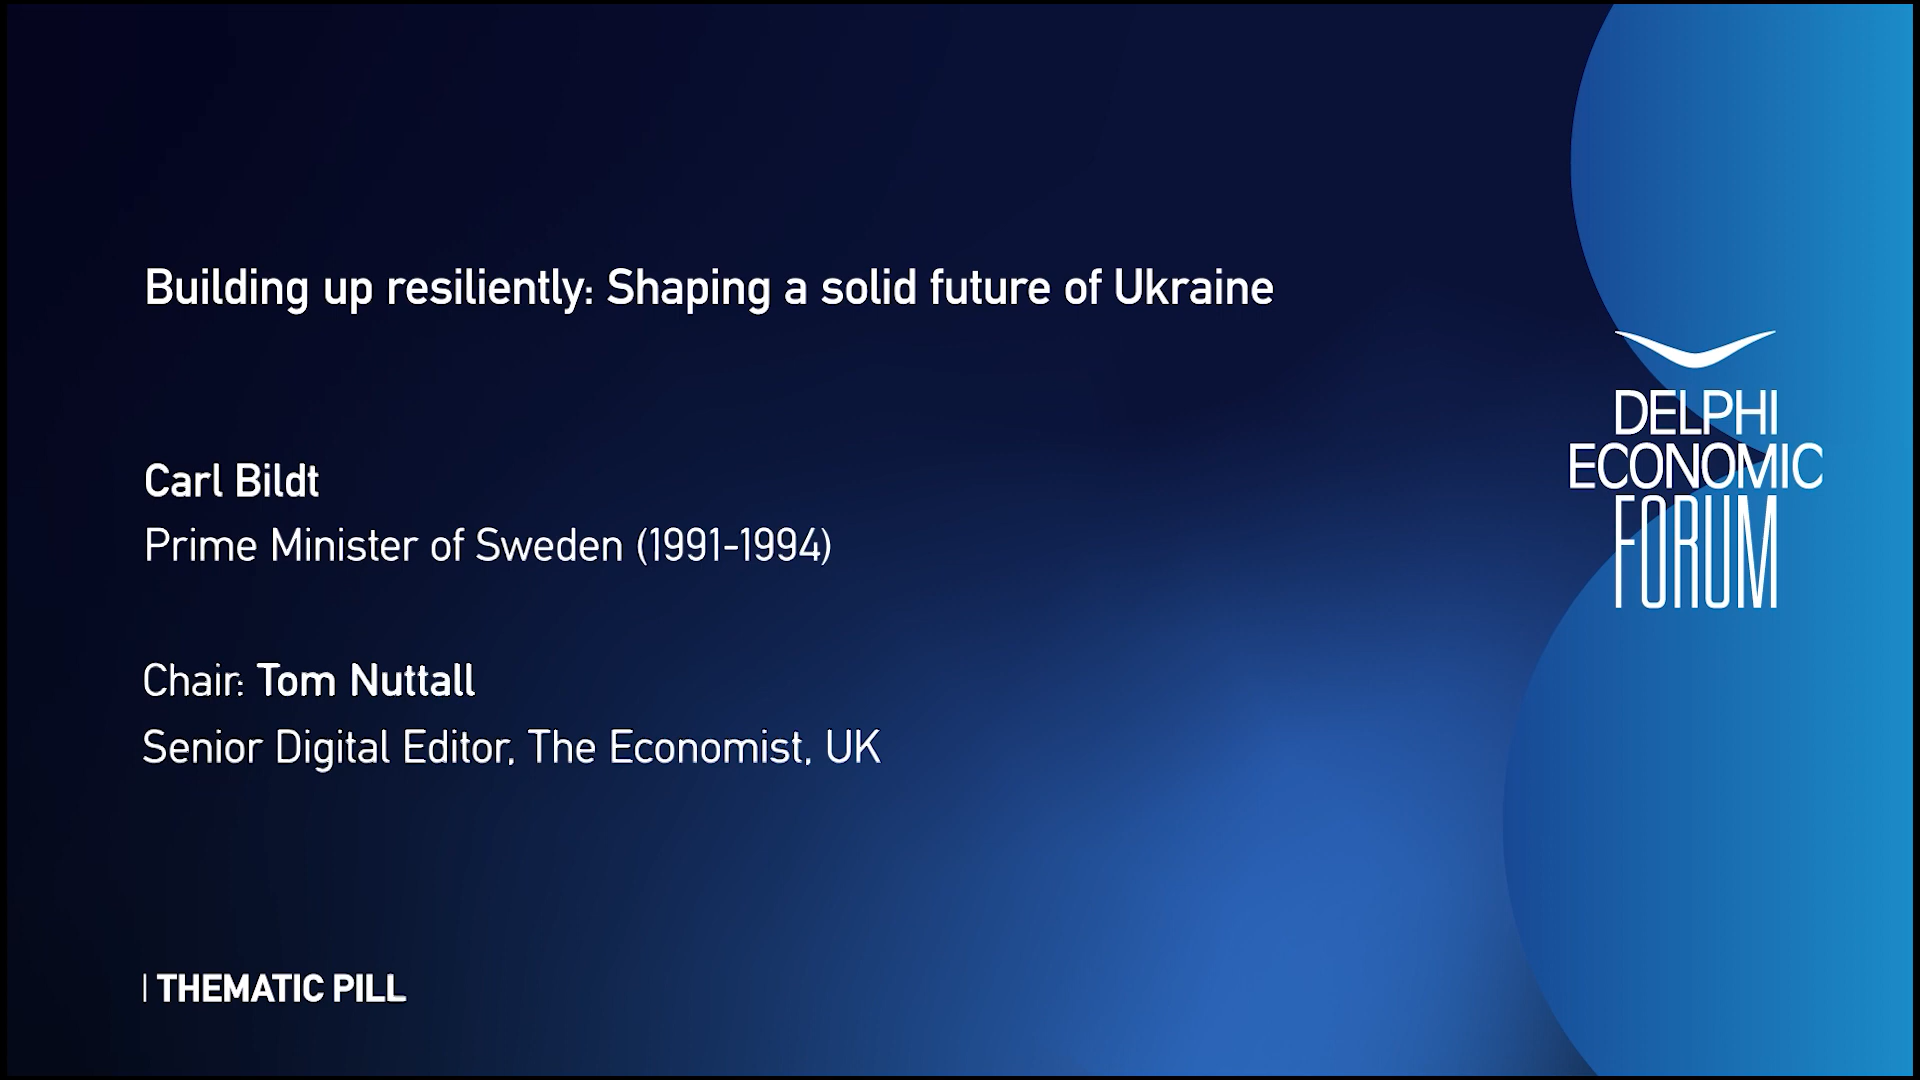 Building up resiliently: Shaping a solid future of Ukraine
Carl Bildt
Prime Minister of Sweden (1991-1994)
Chair: Tom Nuttall
Senior Digital Editor, The Economist, UK
| THEMATIC PILL
DELPHI
ECONOMIC
FORUM